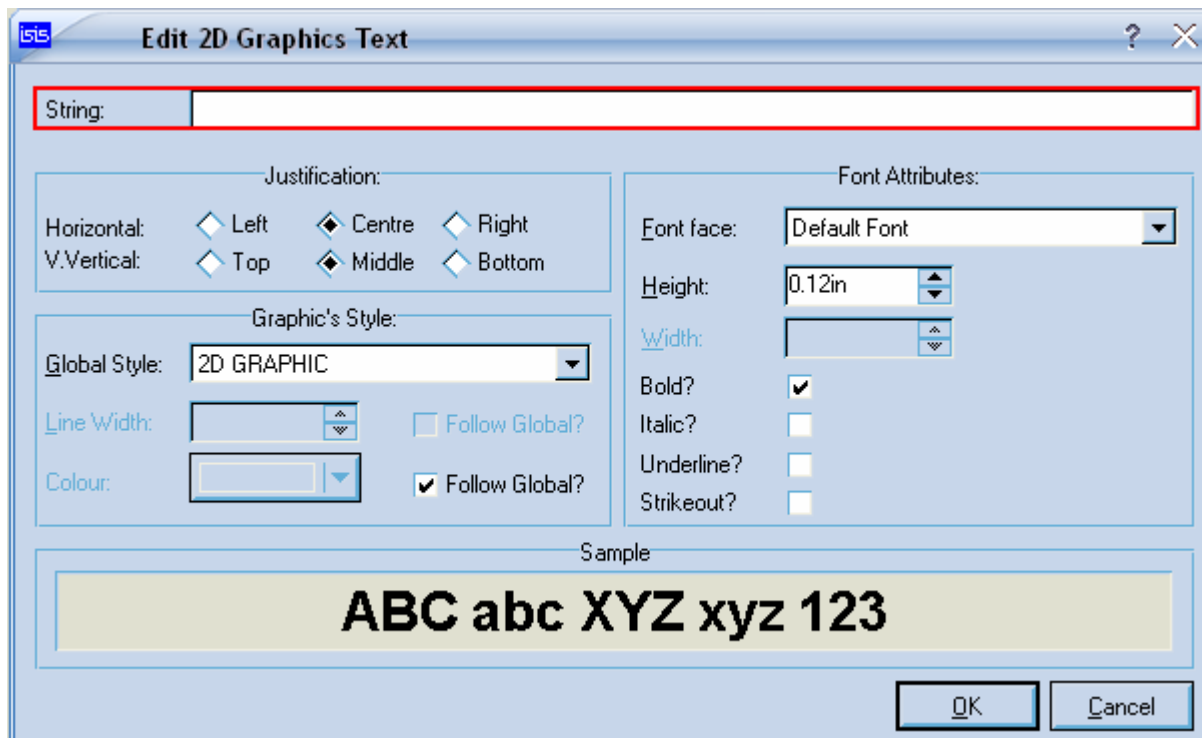 isis Edit 2D Graphics Text ?
String:
Justification:
Horizontal: Left Centre Right
V.Vertical: Top Middle Bottom
Graphic's Style:
Global Style: 2D GRAPHIC
Line Width: Follow Global?
Colour: Follow Global?
Font Attributes:
Font face: Default Font
Height: 0.12in
Width:
Bold?
Italic?
Underline?
Strikeout?
Sample
ABC abc XYZ xyz 123
OK Cancel